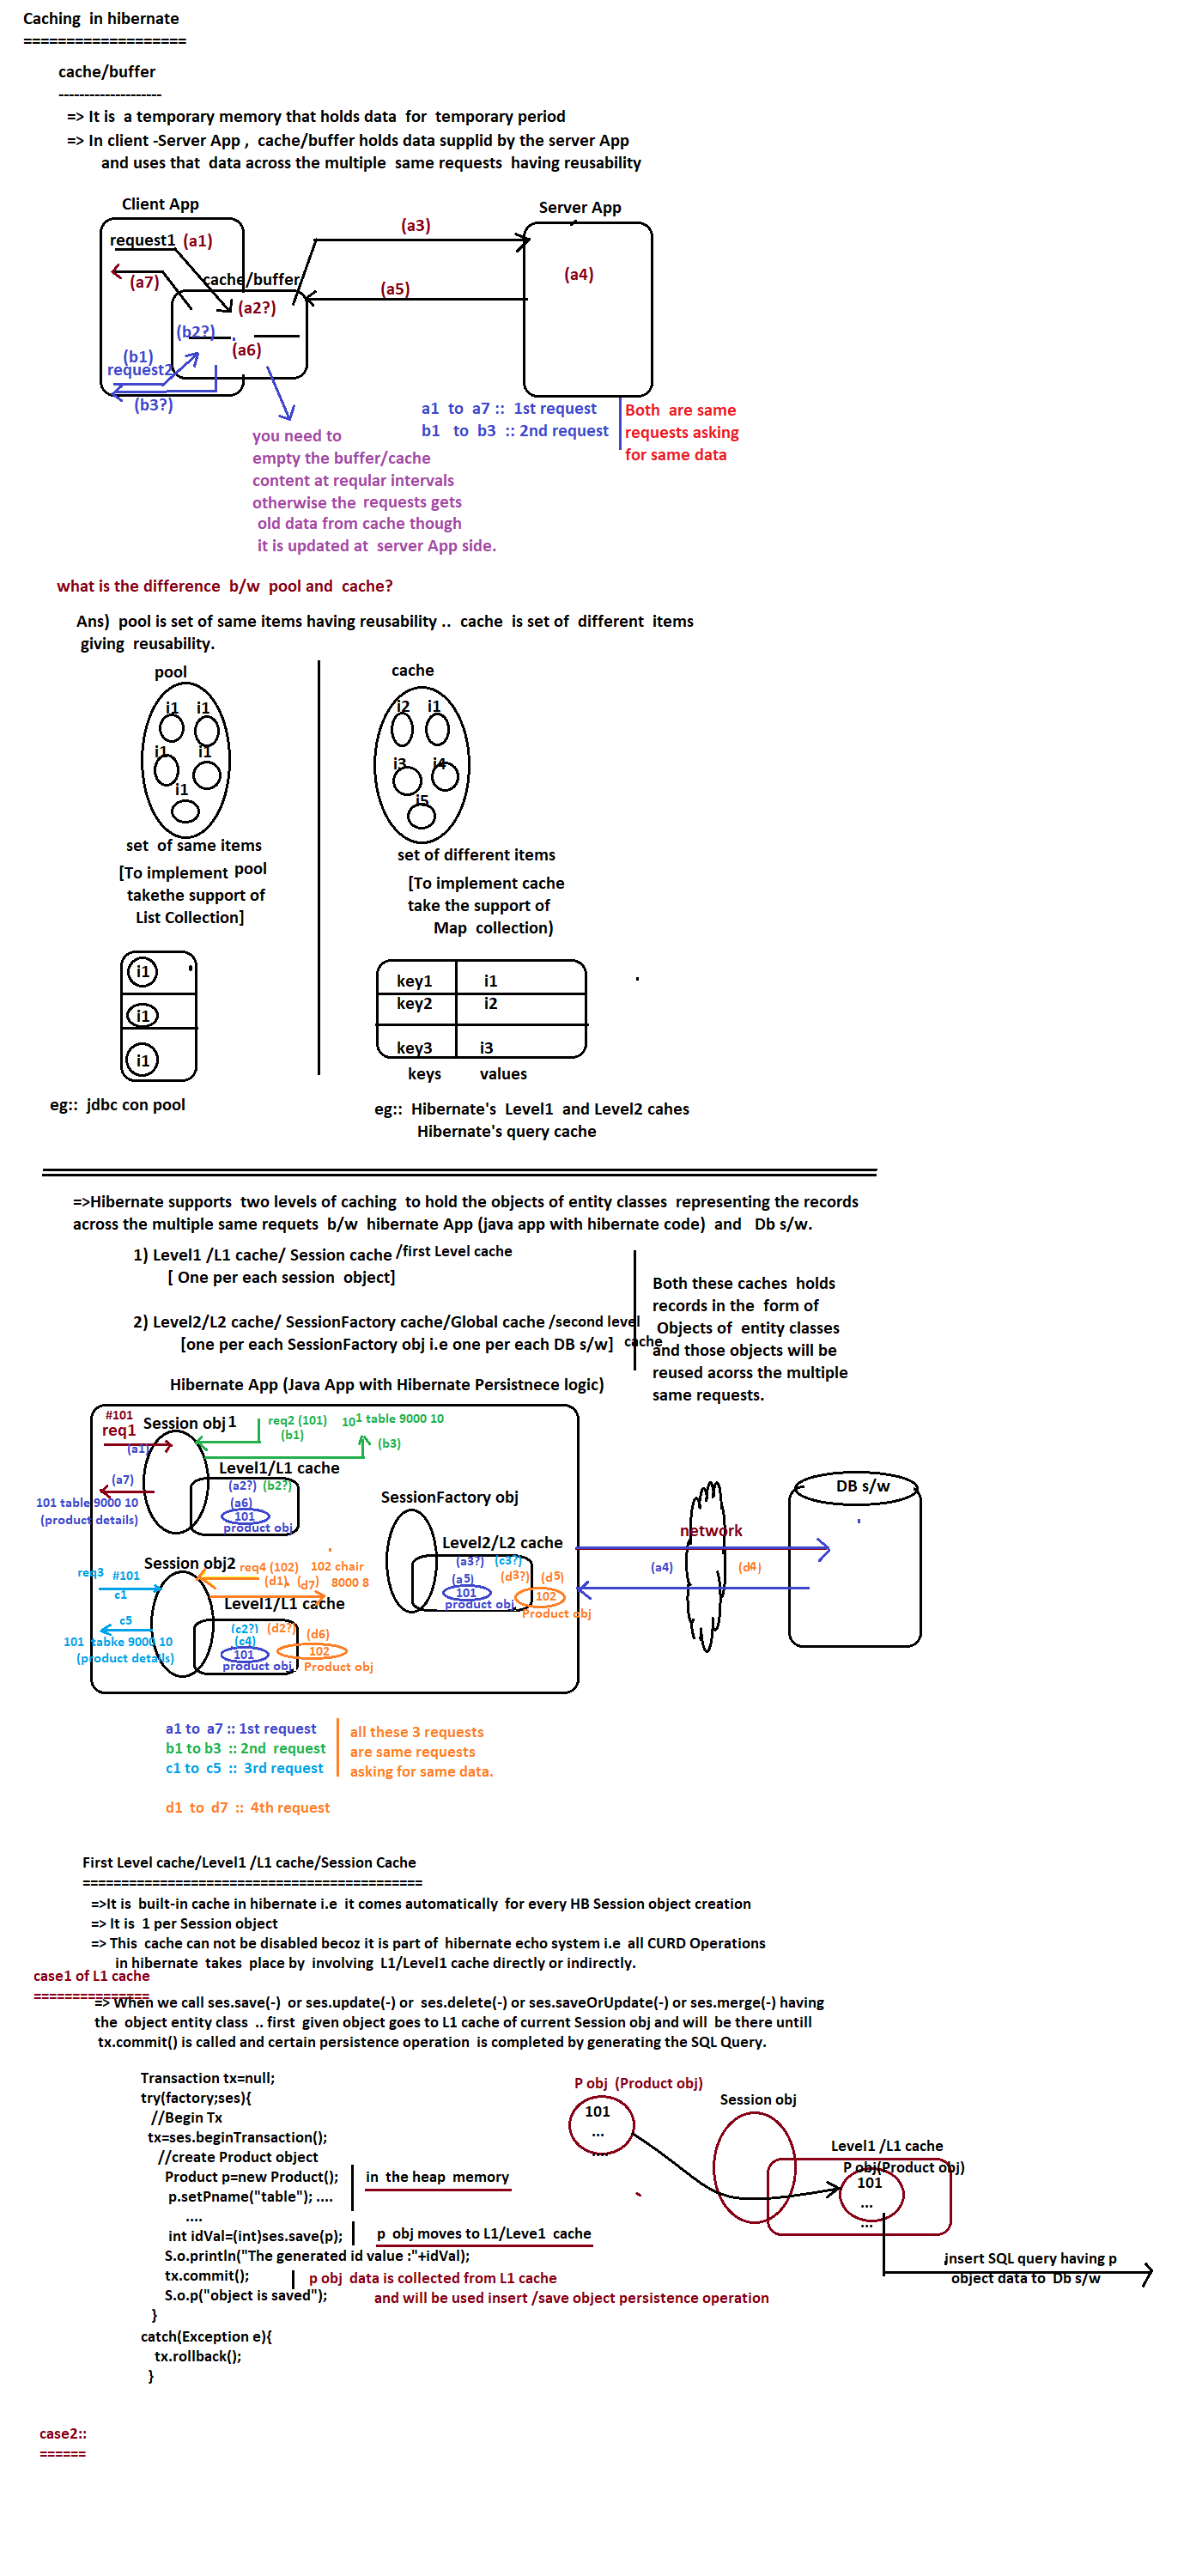 Caching in hibernate
===================
cache/buffer
--------------------
=> It is a temporary memory that holds data for temporary period
=> In client -Server App , cache/buffer holds data supplid by the server App
and uses that data across the multiple same requests having reusability
Client App
Server App
request1 (a1)
(a3)
(a7)
cache/buffer
(a4)
(a5)
(a2?)
(b2?)
(a6)
(b1)
request2
(b3?)
a1 to a7 :: 1st request
b1 to b3 :: 2nd request
Both are same
requests asking
for same data
you need to
empty the buffer/cache
content at reqular intervals
otherwise the requests gets
old data from cache though
it is updated at server App side.
what is the difference b/w pool and cache?
Ans) pool is set of same items having reusability .. cache is set of different items
giving reusability.
pool
i1 i1
i1 i1
i1
set of same items
[To implement pool
takethe support of
List Collection]
i1
i1
i1
eg:: jdbc con pool
cache
i2 i1
i3 i4
i5
set of different items
[To implement cache
take the support of
Map collection)
key1 i1
key2 i2
key3 i3
keys values
eg:: Hibernate's Level1 and Level2 cahes
Hibernate's query cache
=>Hibernate supports two levels of caching to hold the objects of entity classes representing the records
across the multiple same requets b/w hibernate App (java app with hibernate code) and Db s/w.
1) Level1 /L1 cache/ Session cache /first Level cache
[ One per each session object]
2) Level2/L2 cache/ SessionFactory cache/Global cache /second level
cache
[one per each SessionFactory obj i.e one per each DB s/w]
Both these caches holds
records in the form of
Objects of entity classes
and those objects will be
reused acorss the multiple
same requests.
Hibernate App (Java App with Hibernate Persistnece logic)
#101
req1
Session obj 1
req2 (101)
101 table 9000 10
(a1)
(b1)
(b3)
(a7)
Level1/L1 cache
(a2?) (b2?)
101 table 9000 10
(product details)
(a6)
101
product obj
SessionFactory obj
Level2/L2 cache
(a3?) (c3?)
(a5)
(d3?) (d5)
101
102
product obj
Product obj
DB s/w
network
(a4)
(d4)
Session obj2
req3 #101
c1
req4 (102)
102 chair
(d1) (d7) 8000 8
Level1/L1 cache
c5
101 tabke 9000 10
(product details)
(c2?) (d2?)
(c4)
(d6)
101
102
product obj
Product obj
a1 to a7 :: 1st request
b1 to b3 :: 2nd request
c1 to c5 :: 3rd request
all these 3 requests
are same requests
asking for same data.
d1 to d7 :: 4th request
First Level cache/Level1 /L1 cache/Session Cache
============================================
=>It is built-in cache in hibernate i.e it comes automatically for every HB Session object creation
=> It is 1 per Session object
=> This cache can not be disabled becoz it is part of hibernate echo system i.e all CURD Operations
in hibernate takes place by involving L1/Level1 cache directly or indirectly.
case1 of L1 cache
===============
=> When we call ses.save(-) or ses.update(-) or ses.delete(-) or ses.saveOrUpdate(-) or ses.merge(-) having
the object entity class .. first given object goes to L1 cache of current Session obj and will be there untill
tx.commit() is called and certain persistence operation is completed by generating the SQL Query.
Transaction tx=null;
try(factory;ses){
//Begin Tx
tx=ses.beginTransaction();
//create Product object
Product p=new Product();
in the heap memory
p.setPname("table"); ....
....
int idVal=(int)ses.save(p);
p obj moves to L1/Leve1 cache
S.o.println("The generated id value :"+idVal);
tx.commit();
p obj data is collected from L1 cache
S.o.p("object is saved");
and will be used insert /save object persistence operation
}
catch(Exception e){
tx.rollback();
}
P obj (Product obj)
101
...
....
Session obj
Level1 /L1 cache
P obj(Product obj)
101
...
...
insert SQL query having p
object data to Db s/w
case2::
======